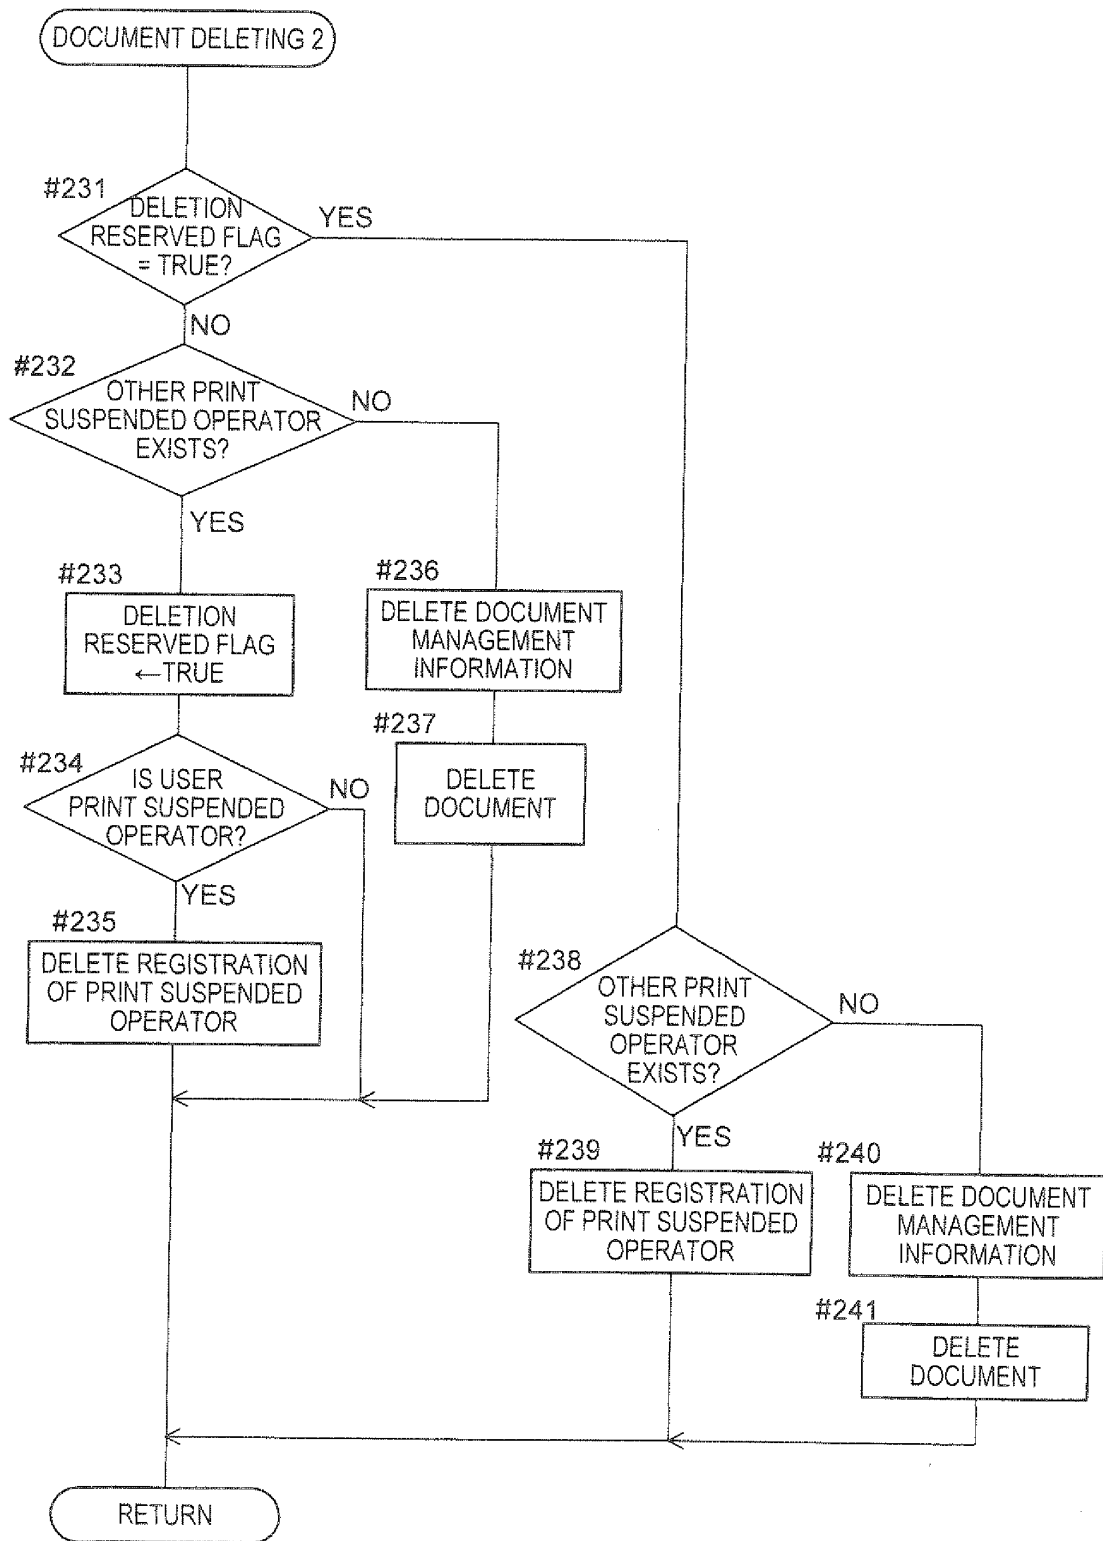 DOCUMENT DELETING 2
#231
DELETION
RESERVED FLAG
= TRUE?
YES
NO
#232
OTHER PRINT
SUSPENDED OPERATOR
EXISTS?
NO
YES
#233
DELETION
RESERVED FLAG
←TRUE
#236
DELETE DOCUMENT
MANAGEMENT
INFORMATION
#237
DELETE
DOCUMENT
#234
IS USER
PRINT SUSPENDED
OPERATOR?
NO
YES
#235
DELETE REGISTRATION
OF PRINT SUSPENDED
OPERATOR
#238
OTHER PRINT
SUSPENDED
OPERATOR
EXISTS?
NO
YES
#239
DELETE REGISTRATION
OF PRINT SUSPENDED
OPERATOR
#240
DELETE DOCUMENT
MANAGEMENT
INFORMATION
#241
DELETE
DOCUMENT
RETURN